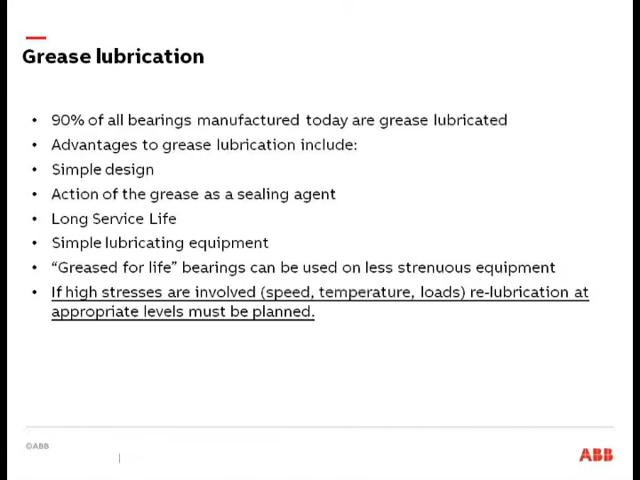 Grease lubrication
• 90% of all bearings manufactured today are grease lubricated
• Advantages to grease lubrication include:
• Simple design
• Action of the grease as a sealing agent
• Long Service Life
• Simple lubricating equipment
• “Greased for life” bearings can be used on less strenuous equipment
• If high stresses are involved (speed, temperature, loads) re-lubrication at
appropriate levels must be planned.
©ABB
|
ABB